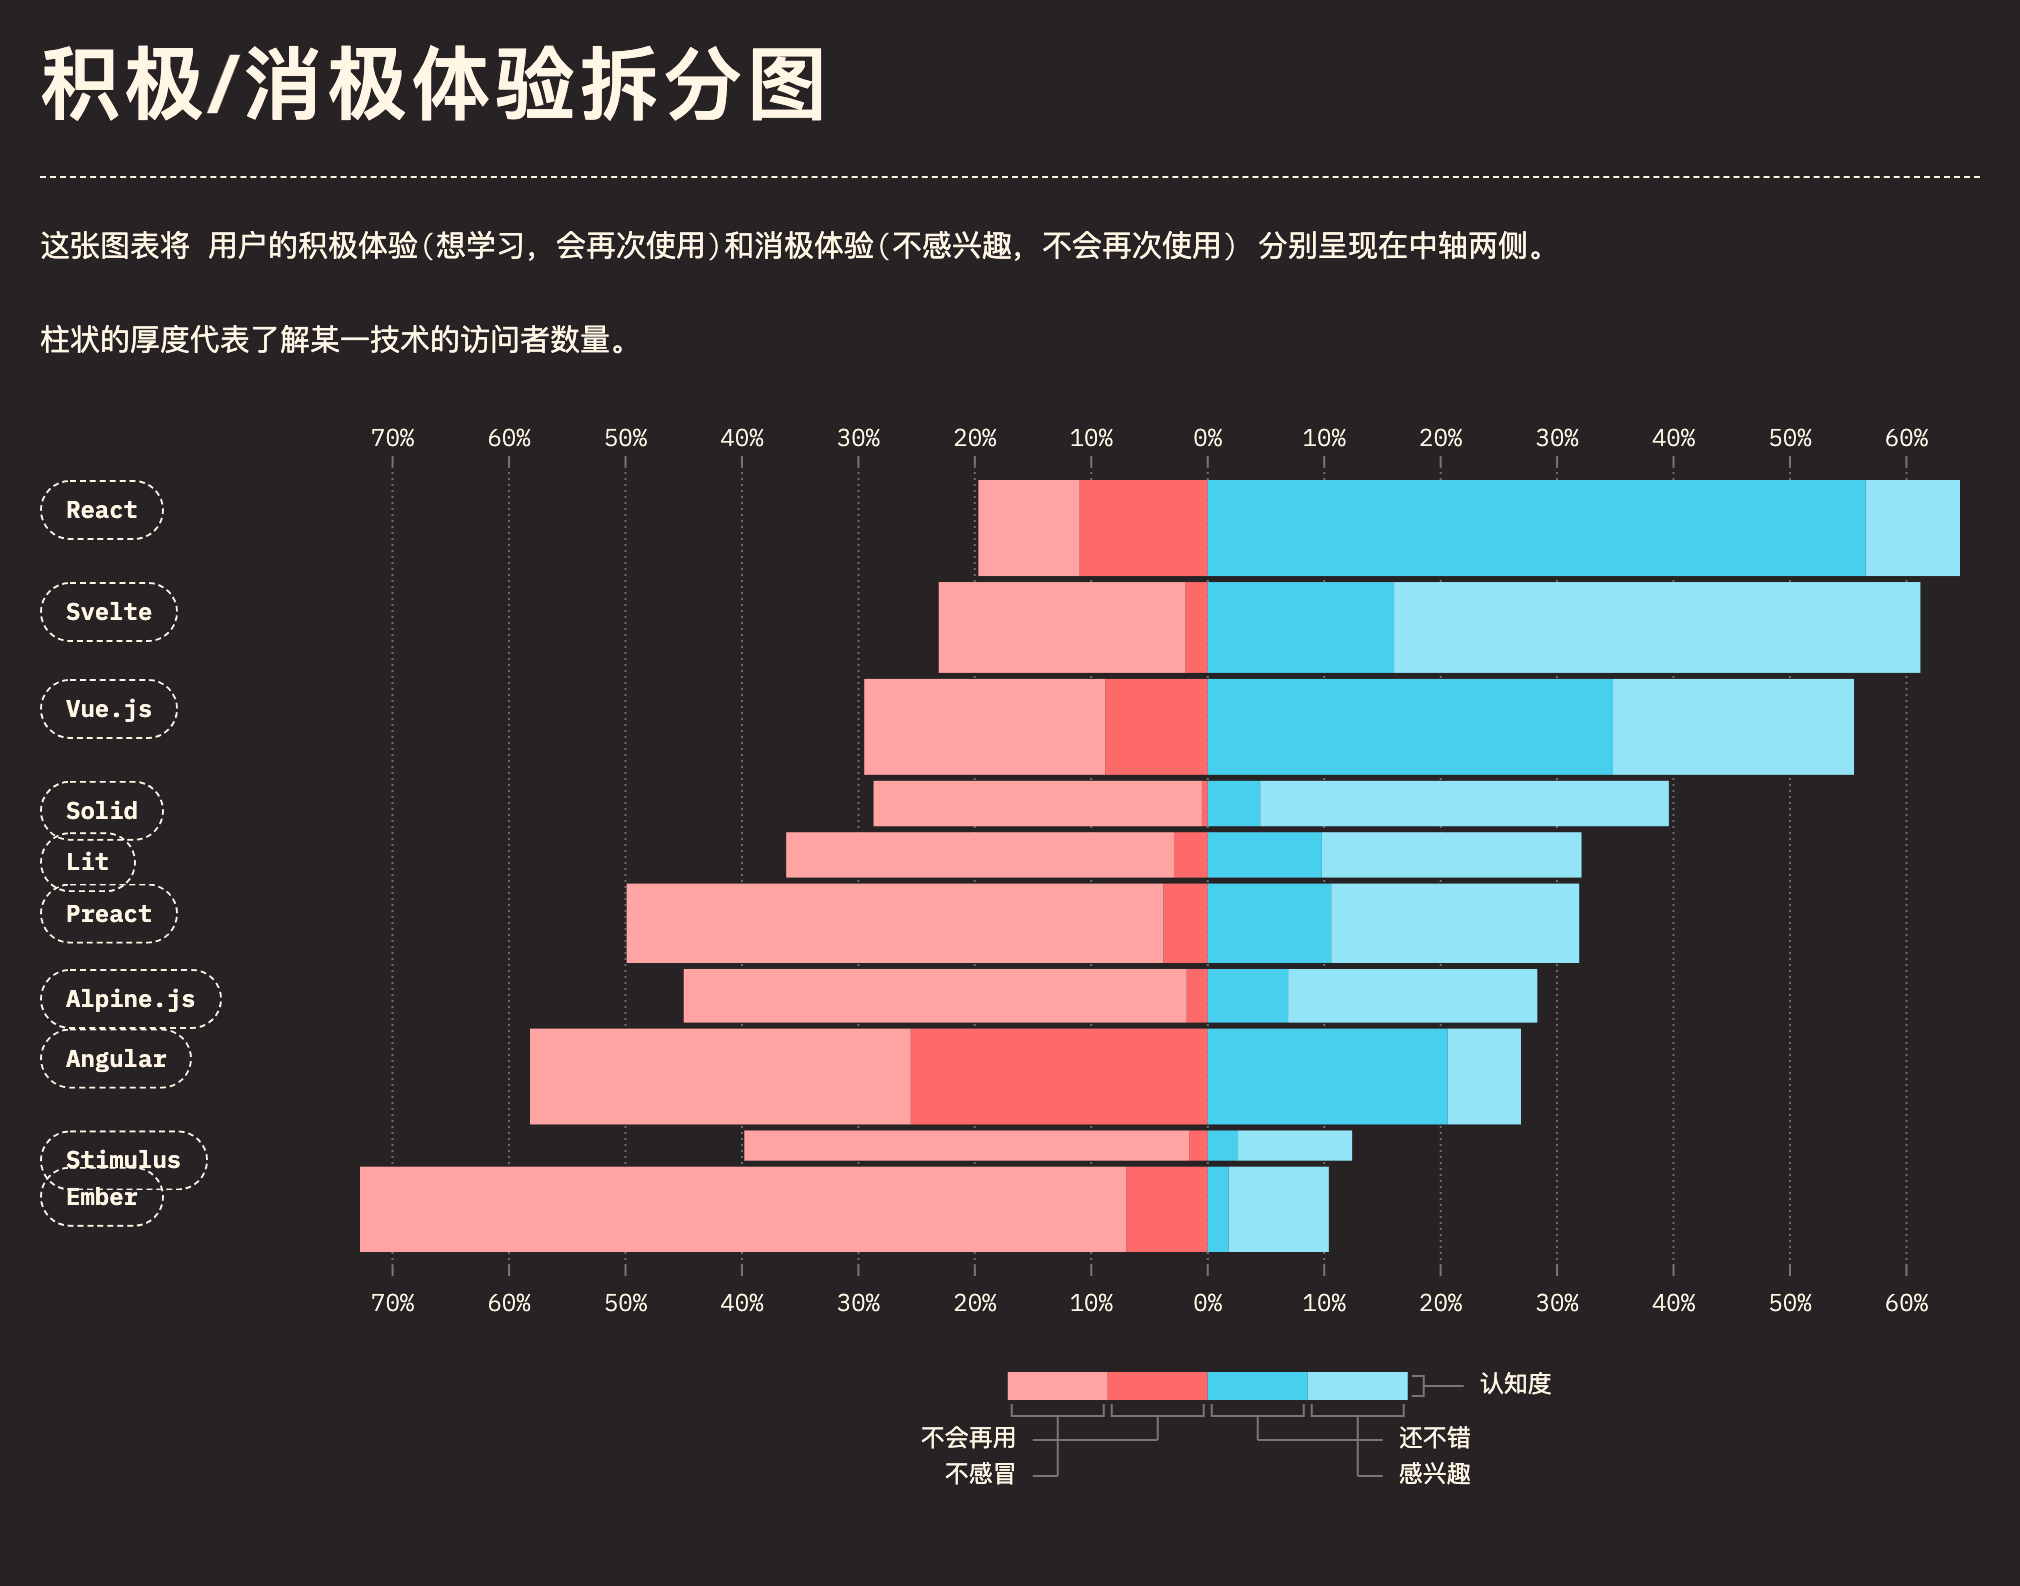 积极/消极体验拆分图
这张图表将 用户的积极体验(想学习, 会再次使用)和消极体验(不感兴趣, 不会再次使用) 分别呈现在中轴两侧。
柱状的厚度代表了解某一技术的访问者数量。
70% 60% 50% 40% 30% 20% 10% 0% 10% 20% 30% 40% 50% 60%
React
Svelte
Vue.js
Solid
Lit
Preact
Alpine.js
Angular
Stimulus
Ember
70% 60% 50% 40% 30% 20% 10% 0% 10% 20% 30% 40% 50% 60%
认知度
不会再用 还不错
不感冒 感兴趣